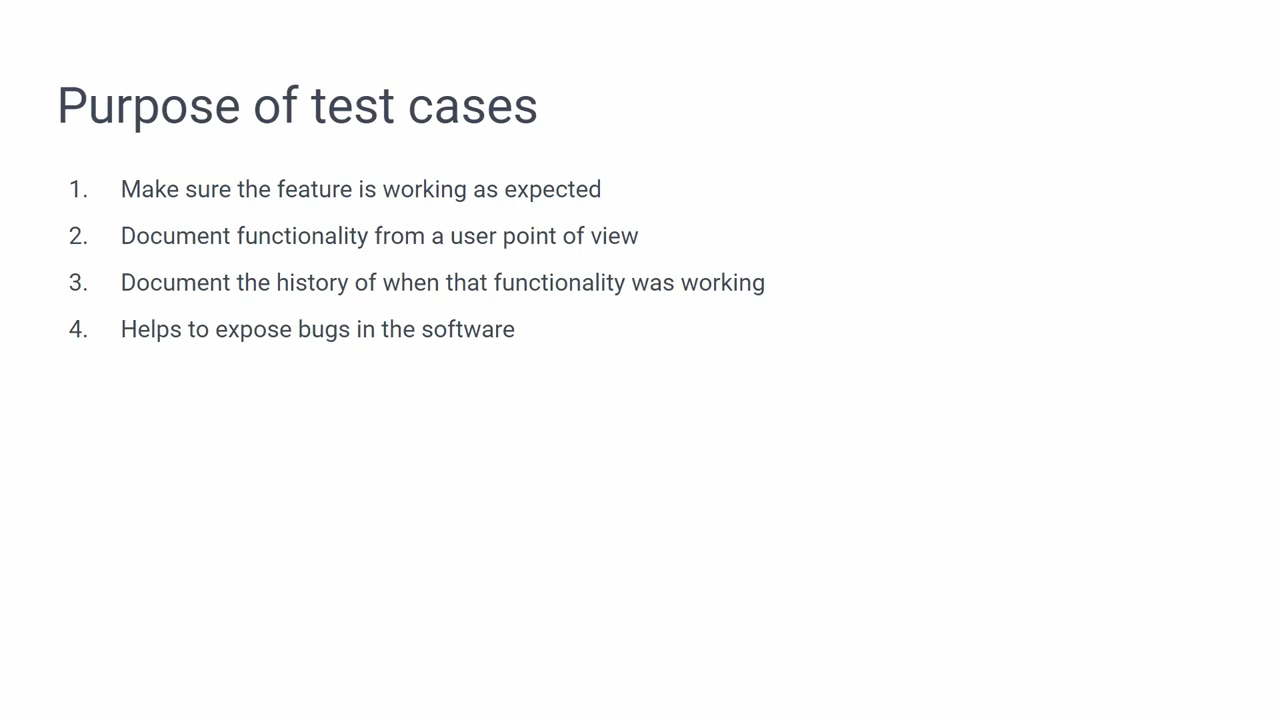 Purpose of test cases
1. Make sure the feature is working as expected
2. Document functionality from a user point of view
3. Document the history of when that functionality was working
4. Helps to expose bugs in the software